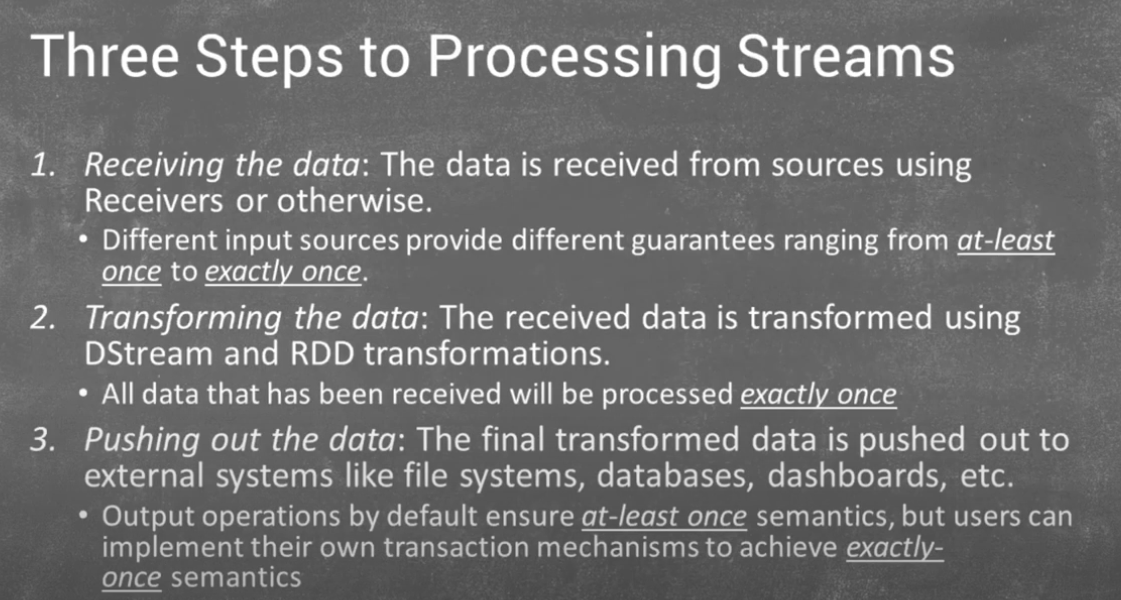 Three Steps to Processing Streams
1. Receiving the data: The data is received from sources using
Receivers or otherwise.
• Different input sources provide different guarantees ranging from at-least
once to exactly once.
2. Transforming the data: The received data is transformed using
DStream and RDD transformations.
• All data that has been received will be processed exactly once
3. Pushing out the data: The final transformed data is pushed out to
external systems like file systems, databases, dashboards, etc.
• Output operations by default ensure at-least once semantics, but users can
implement their own transaction mechanisms to achieve exactly-
once semantics